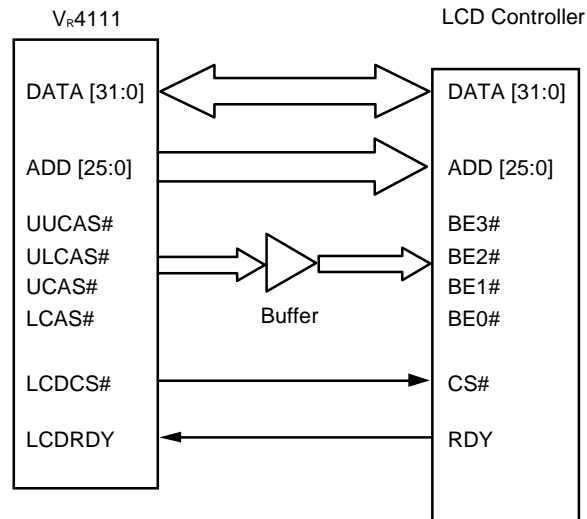 VR4111
LCD Controller
DATA [31:0]
DATA [31:0]
ADD [25:0]
ADD [25:0]
UUCAS#
BE3#
ULCAS#
BE2#
UCAS#
BE1#
LCAS#
Buffer
BE0#
LCDCS#
CS#
LCDRDY
RDY